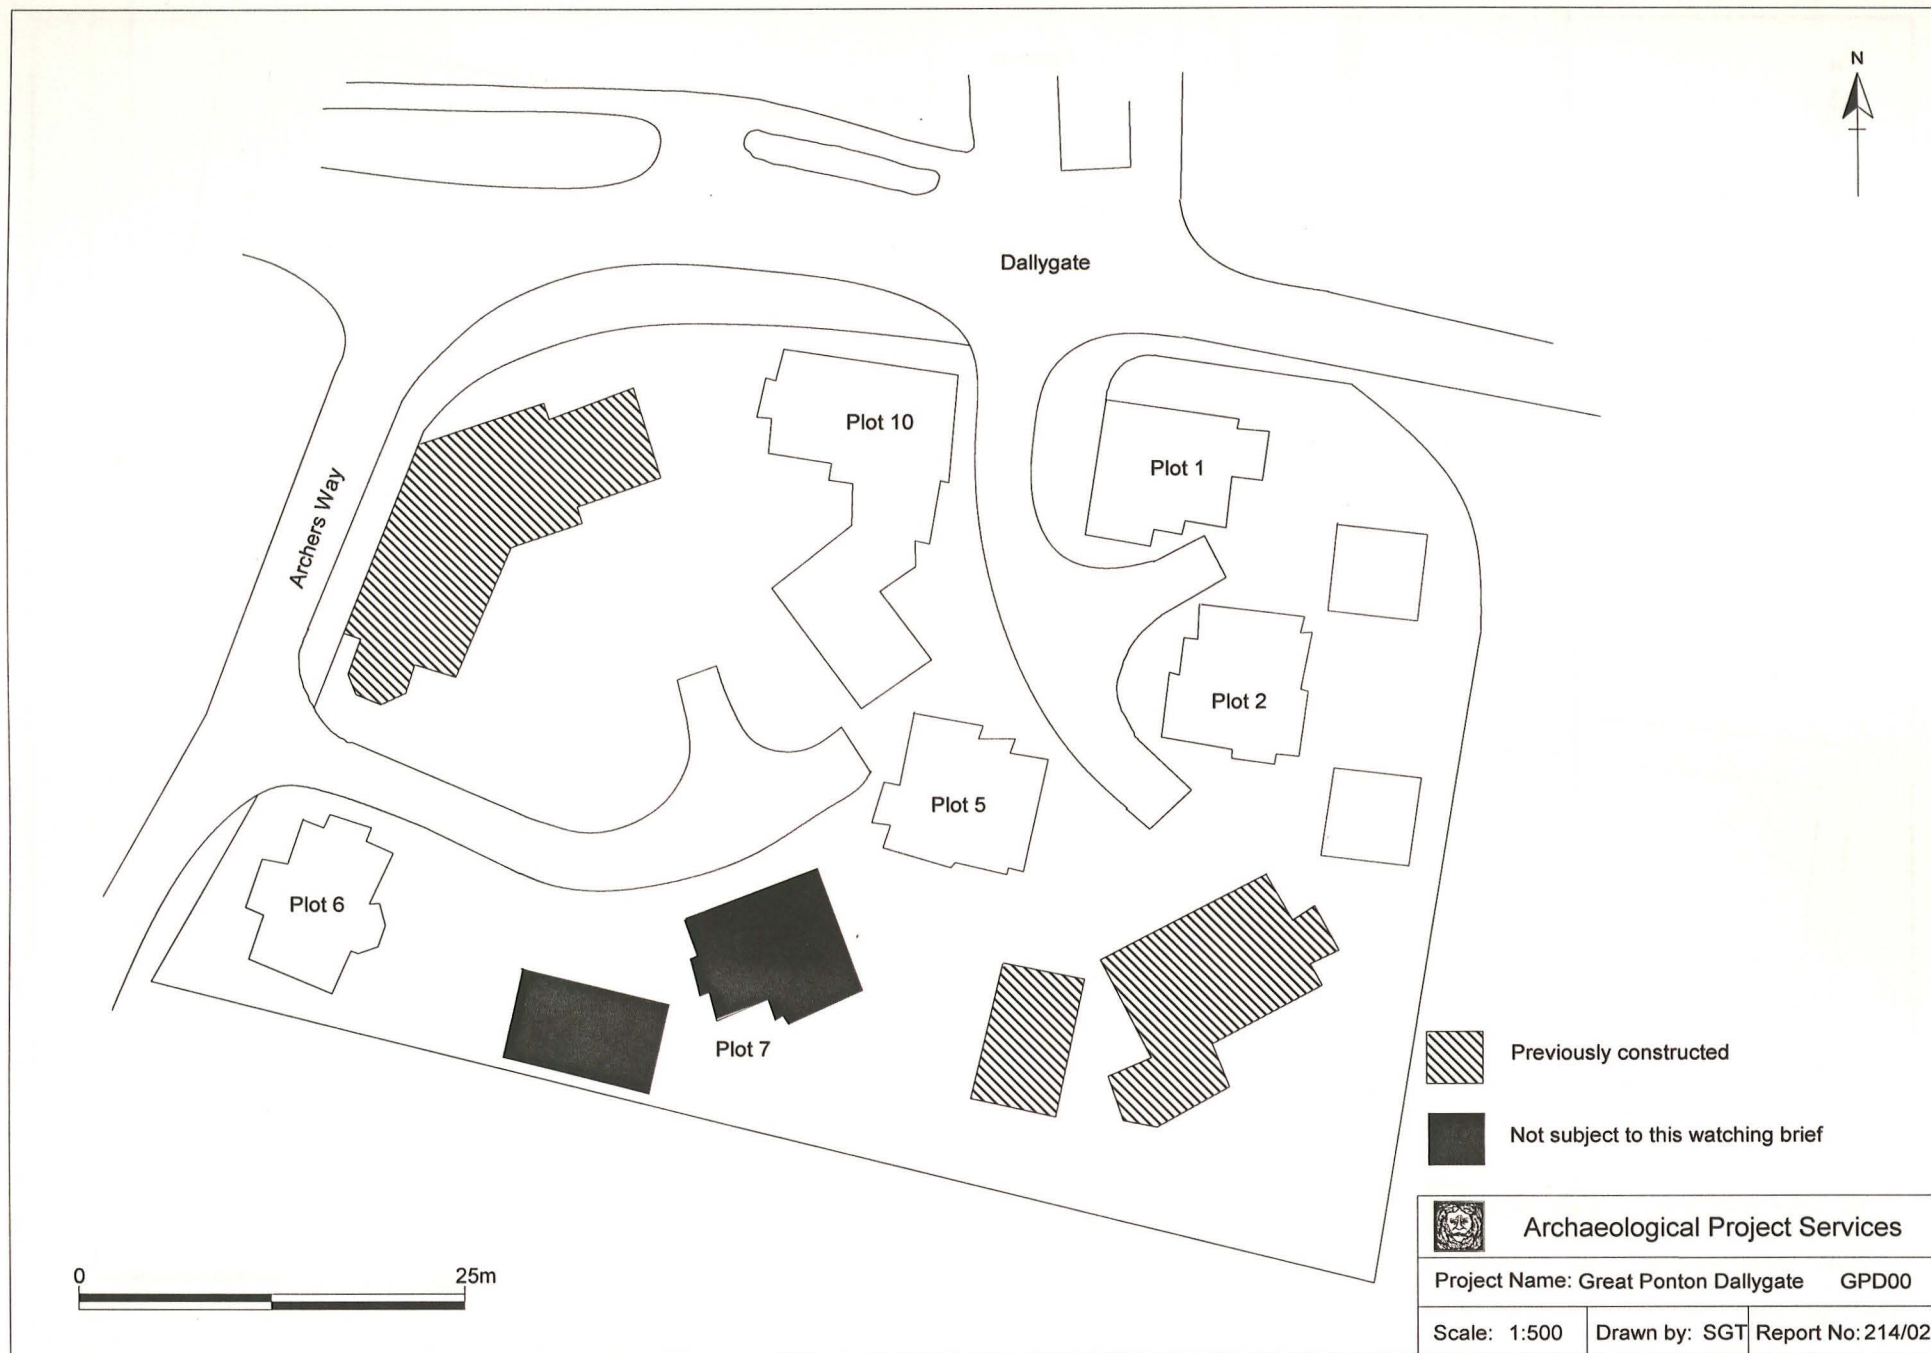 N
Dallygate
Plot 10
Plot 1
Archers Way
Plot 2
Plot 5
Plot 6
Plot 7
Previously constructed
Not subject to this watching brief
0 25m
Archaeological Project Services
Project Name: Great Ponton Dallygate GPD00
Scale: 1:500 Drawn by: SGT Report No: 214/02